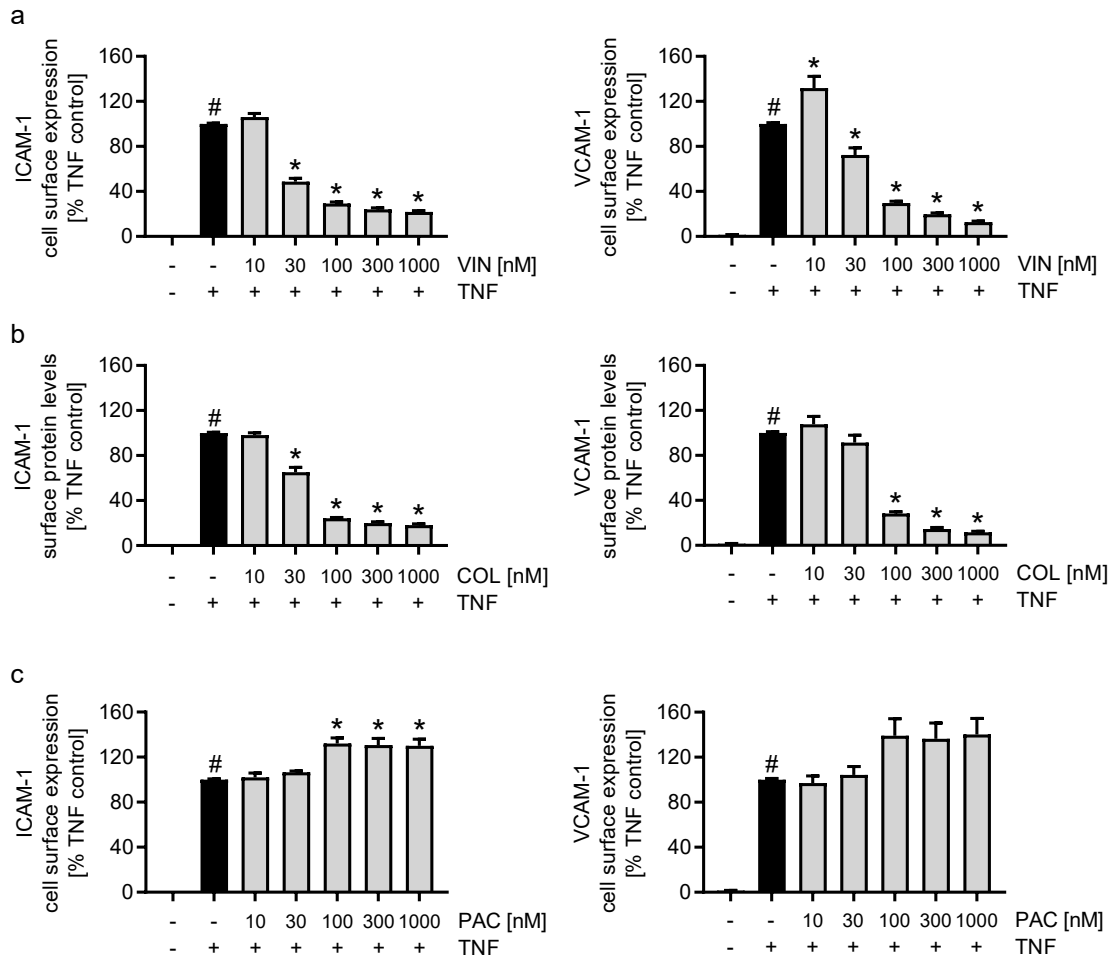 a
ICAM-1
cell surface expression
[% TNF control]
160
120
80
40
0
# * * * *
- - 10 30 100 300 1000 VIN [nM]
- + + + + + + TNF
VCAM-1
cell surface expression
[% TNF control]
160
120
80
40
0
# * * * * *
- - 10 30 100 300 1000 VIN [nM]
- + + + + + + TNF
b
ICAM-1
surface protein levels
[% TNF control]
160
120
80
40
0
# * * * *
- - 10 30 100 300 1000 COL [nM]
- + + + + + + TNF
VCAM-1
surface protein levels
[% TNF control]
160
120
80
40
0
# * * *
- - 10 30 100 300 1000 COL [nM]
- + + + + + + TNF
c
ICAM-1
cell surface expression
[% TNF control]
160
120
80
40
0
# * * *
- - 10 30 100 300 1000 PAC [nM]
- + + + + + + TNF
VCAM-1
cell surface expression
[% TNF control]
160
120
80
40
0
#
- - 10 30 100 300 1000 PAC [nM]
- + + + + + + TNF